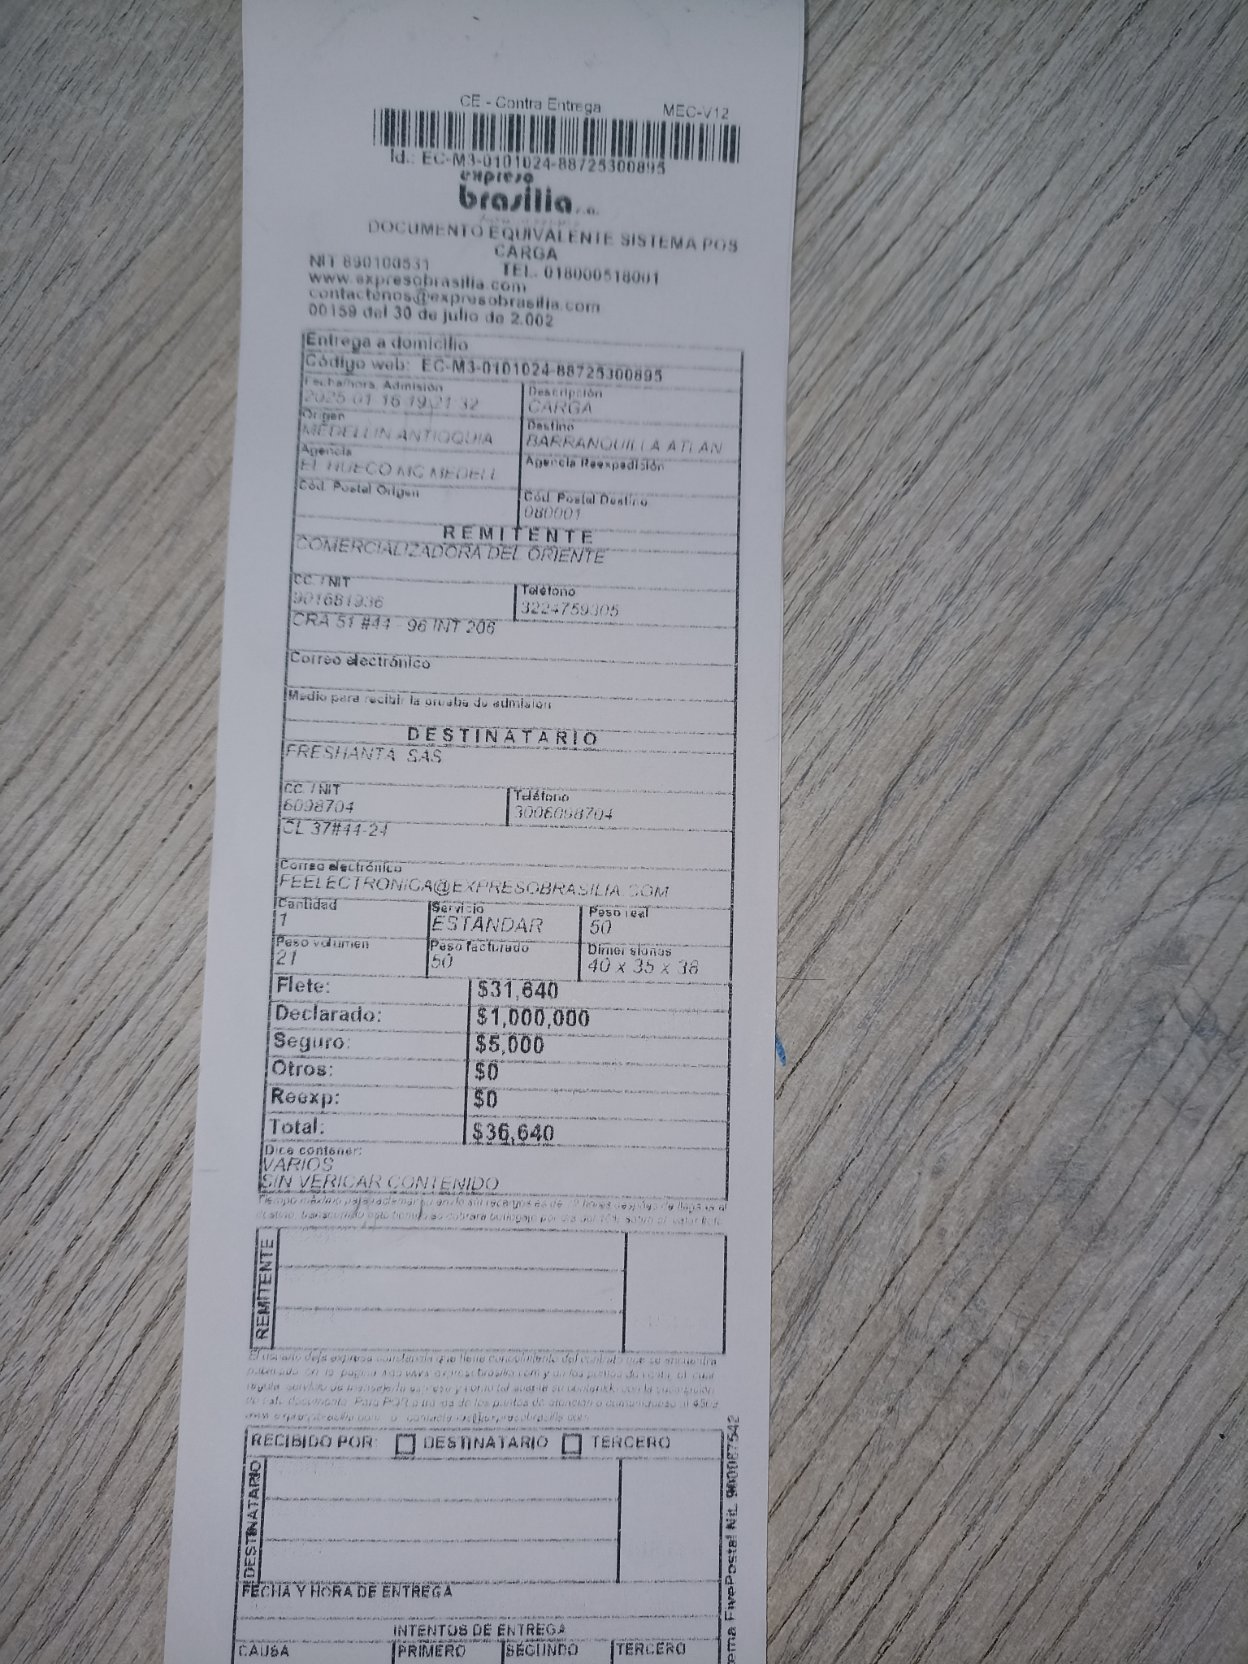 CE - Contra Entrega MEC-V12
Id.: EC-M3-0101024-88725300895
expreso
brasilia s.a.
DOCUMENTO EQUIVALENTE SISTEMA POS
CARGA
NIT 890100531 TEL. 018000518001
www.expresobrasilia.com
contactenos@expresobrasilia.com
00159 del 30 de julio de 2.002
Entrega a domicilio
Código web: EC-M3-0101024-88725300895
Fecha/hora Admisión Descripción
2025-01-16 19:21:32 CARGA
Origen Destino
MEDELLIN ANTIOQUIA BARRANQUILLA ATLAN
Agencia Agencia Reexpedición
EL HUECO MC MEDELL
Cód. Postal Origen Cód. Postal Destino
080001
REMITENTE
COMERCIALIZADORA DEL ORIENTE
CC. / NIT Teléfono
901681936 3224759305
CRA 51 #44 - 96 INT 206
Correo electrónico
Medio para recibir la prueba de admisión
DESTINATARIO
FRESHANTA SAS
CC. / NIT Teléfono
6098704 3006098704
CL 37#44-24
Correo electrónico
FEELECTRONICA@EXPRESOBRASILIA.COM
Cantidad Servicio Peso real
1 ESTANDAR 50
Peso volumen Peso facturado Dimensiones
21 50 40 x 35 x 38
Flete: $31,640
Declarado: $1,000,000
Seguro: $5,000
Otros: $0
Reexp: $0
Total: $36,640
Dice contener:
VARIOS
SIN VERICAR CONTENIDO
REMITENTE
RECIBIDO POR: DESTINATARIO TERCERO
DESTINATARIO
FECHA Y HORA DE ENTREGA
INTENTOS DE ENTREGA
CAUSA PRIMERO SEGUNDO TERCERO
FivePostal Nit. 900087542